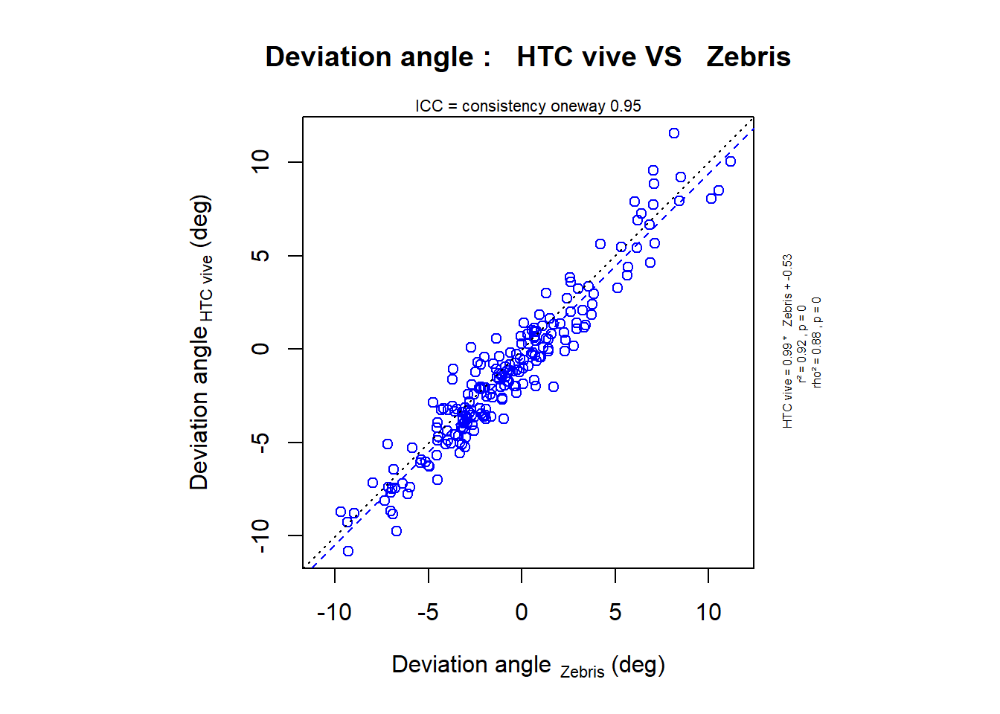 Deviation angle : HTC vive VS Zebris
ICC = consistency oneway 0.95
Deviation angle HTC vive (deg)
10
5
0
-5
-10
-10 -5 0 5 10
Deviation angle Zebris (deg)
HTC vive = 0.99 * Zebris + -0.53
r² = 0.92 , p = 0
rho² = 0.88 , p = 0